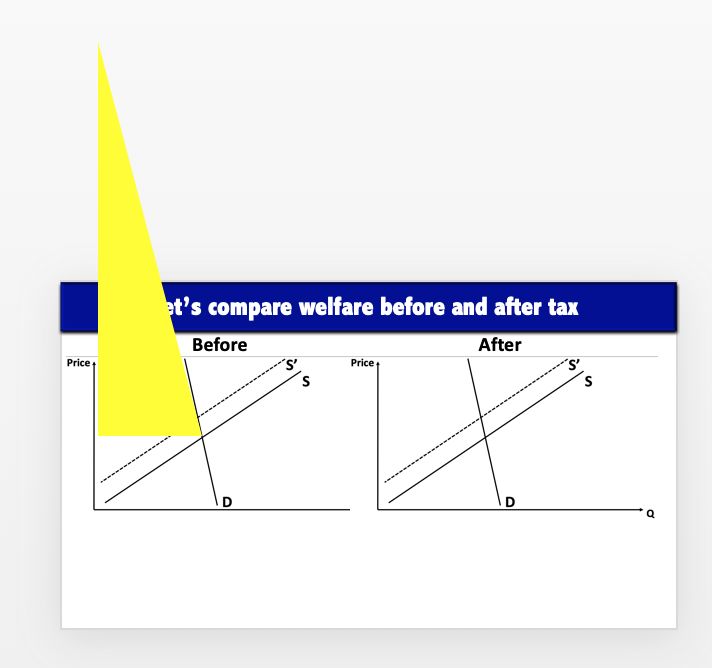 et's compare welfare before and after tax
Before
After
Price
S'
S
D
Price
S'
S
D
Q